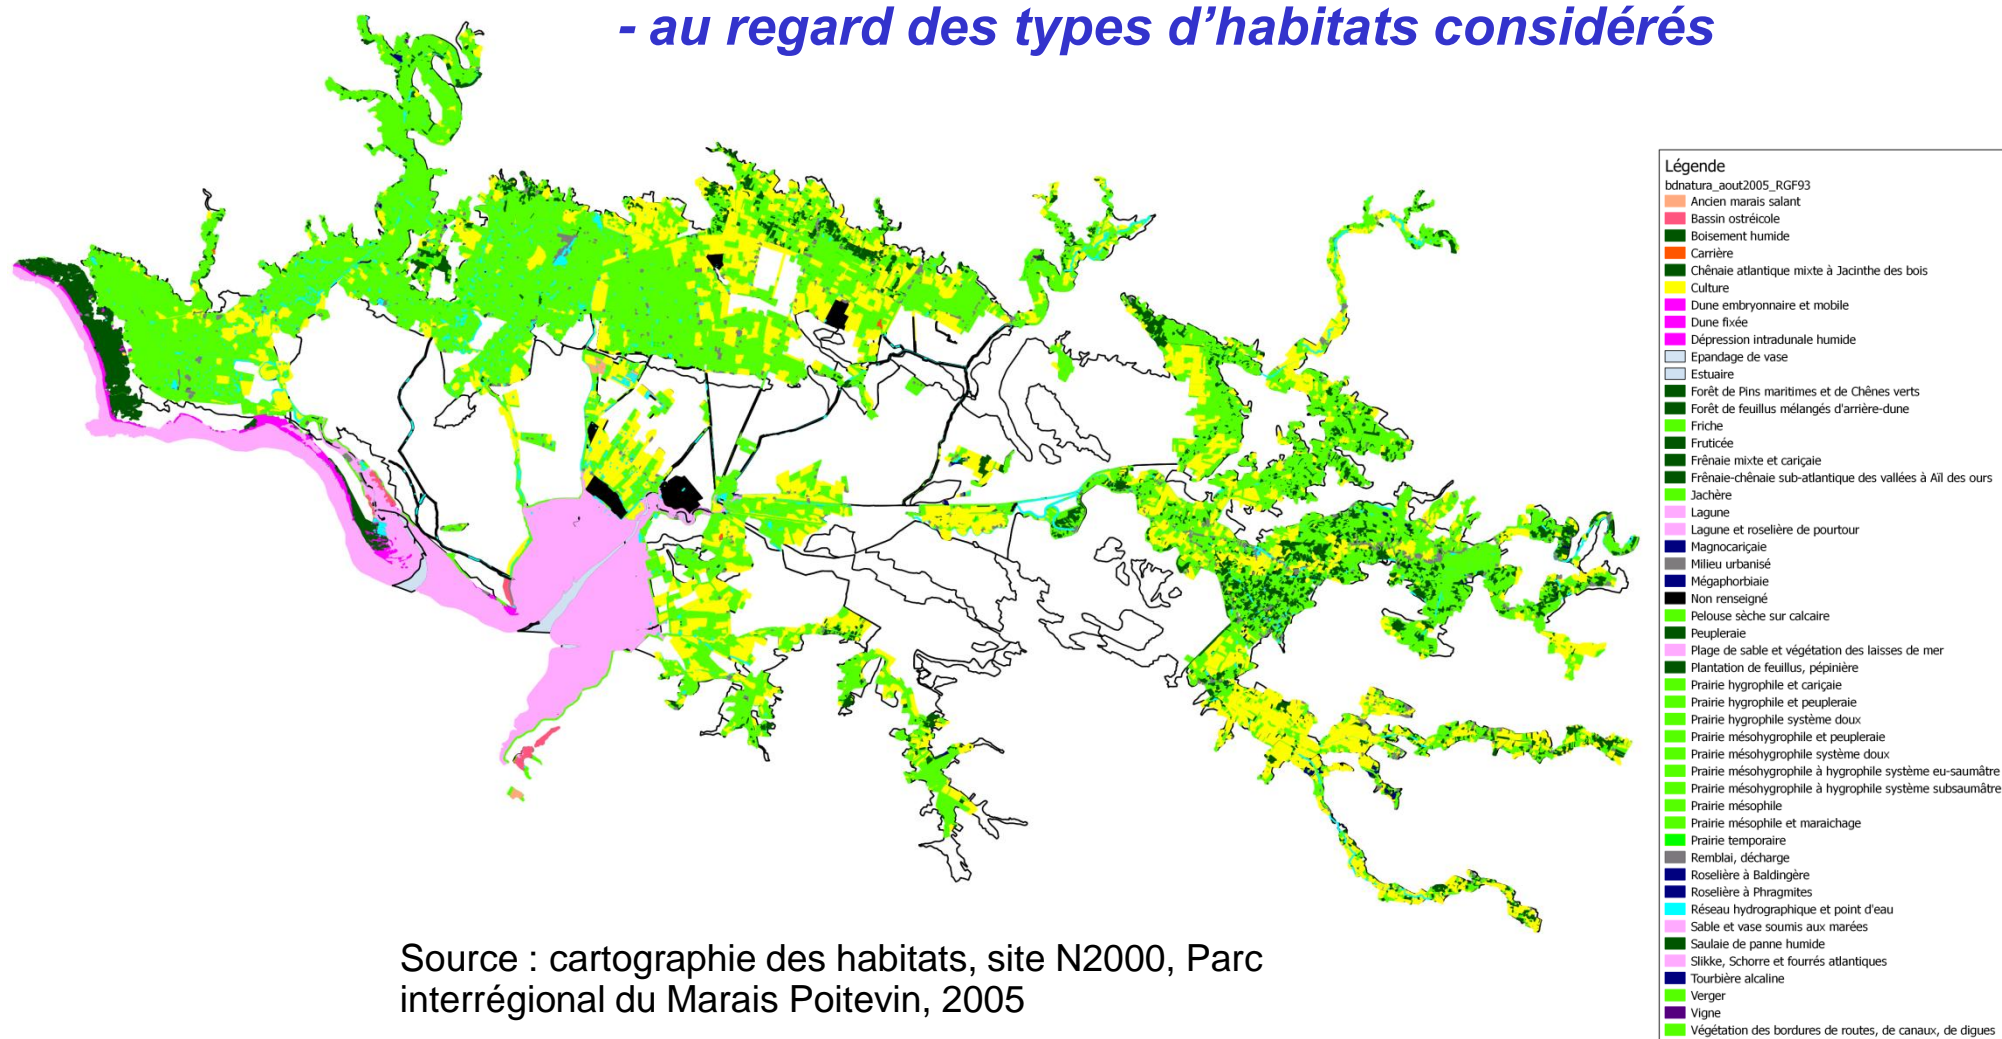 - au regard des types d'habitats considérés
Légende
bdnatura_aout2005_RGF93
Ancien marais salant
Bassin ostréicole
Boisement humide
Carrière
Chênaie atlantique mixte à Jacinthe des bois
Culture
Dune embryonnaire et mobile
Dune fixée
Dépression intradunale humide
Epandage de vase
Estuaire
Forêt de Pins maritimes et de Chênes verts
Forêt de feuillus mélangés d'arrière-dune
Friche
Fruticée
Frênaie mixte et cariçaie
Frênaie-chênaie sub-atlantique des vallées à Aïl des ours
Jachère
Lagune
Lagune et roselière de pourtour
Magnocariçaie
Milieu urbanisé
Mégaphorbiaie
Non renseigné
Pelouse sèche sur calcaire
Peupleraie
Plage de sable et végétation des laisses de mer
Plantation de feuillus, pépinière
Prairie hygrophile et cariçaie
Prairie hygrophile et peupleraie
Prairie hygrophile système doux
Prairie mésohygrophile et peupleraie
Prairie mésohygrophile système doux
Prairie mésohygrophile à hygrophile système eu-saumâtre
Prairie mésohygrophile à hygrophile système subsaumâtre
Prairie mésophile
Prairie mésophile et maraichage
Prairie temporaire
Remblai, décharge
Roselière à Baldingère
Roselière à Phragmites
Réseau hydrographique et point d'eau
Sable et vase soumis aux marées
Saulaie de panne humide
Slikke, Schorre et fourrés atlantiques
Tourbière alcaline
Verger
Vigne
Végétation des bordures de routes, de canaux, de digues
Source : cartographie des habitats, site N2000, Parc
interrégional du Marais Poitevin, 2005